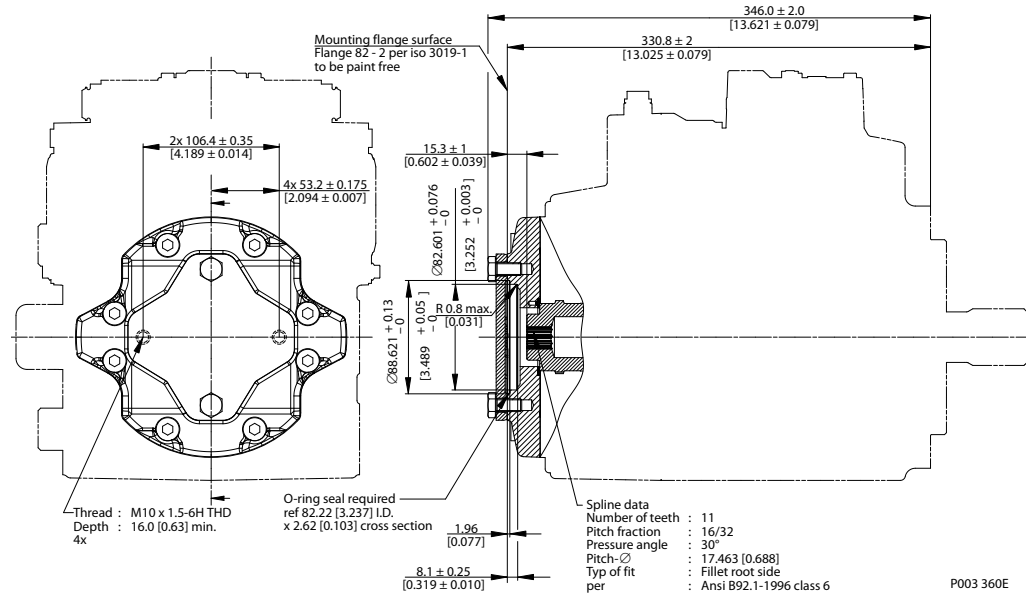 346.0 ± 2.0
[13.621 ± 0.079]
Mounting flange surface
Flange 82 - 2 per iso 3019-1
to be paint free
330.8 ± 2
[13.025 ± 0.079]
2x 106.4 ± 0.35
[4.189 ± 0.014]
15.3 ± 1
[0.602 ± 0.039]
4x 53.2 ± 0.175
[2.094 ± 0.007]
∅82.601 + 0.076
- 0
[3.252 + 0.003]
- 0
R 0.8 max.
[0.031]
∅88.621 + 0.13
- 0
[3.489 + 0.05]
- 0
Thread : M10 x 1.5-6H THD
Depth : 16.0 [0.63] min.
4x
O-ring seal required
ref 82.22 [3.237] I.D.
x 2.62 [0.103] cross section
1.96
[0.077]
8.1 ± 0.25
[0.319 ± 0.010]
Spline data
Number of teeth : 11
Pitch fraction : 16/32
Pressure angle : 30°
Pitch-∅ : 17.463 [0.688]
Typ of fit : Fillet root side
per : Ansi B92.1-1996 class 6
P003 360E